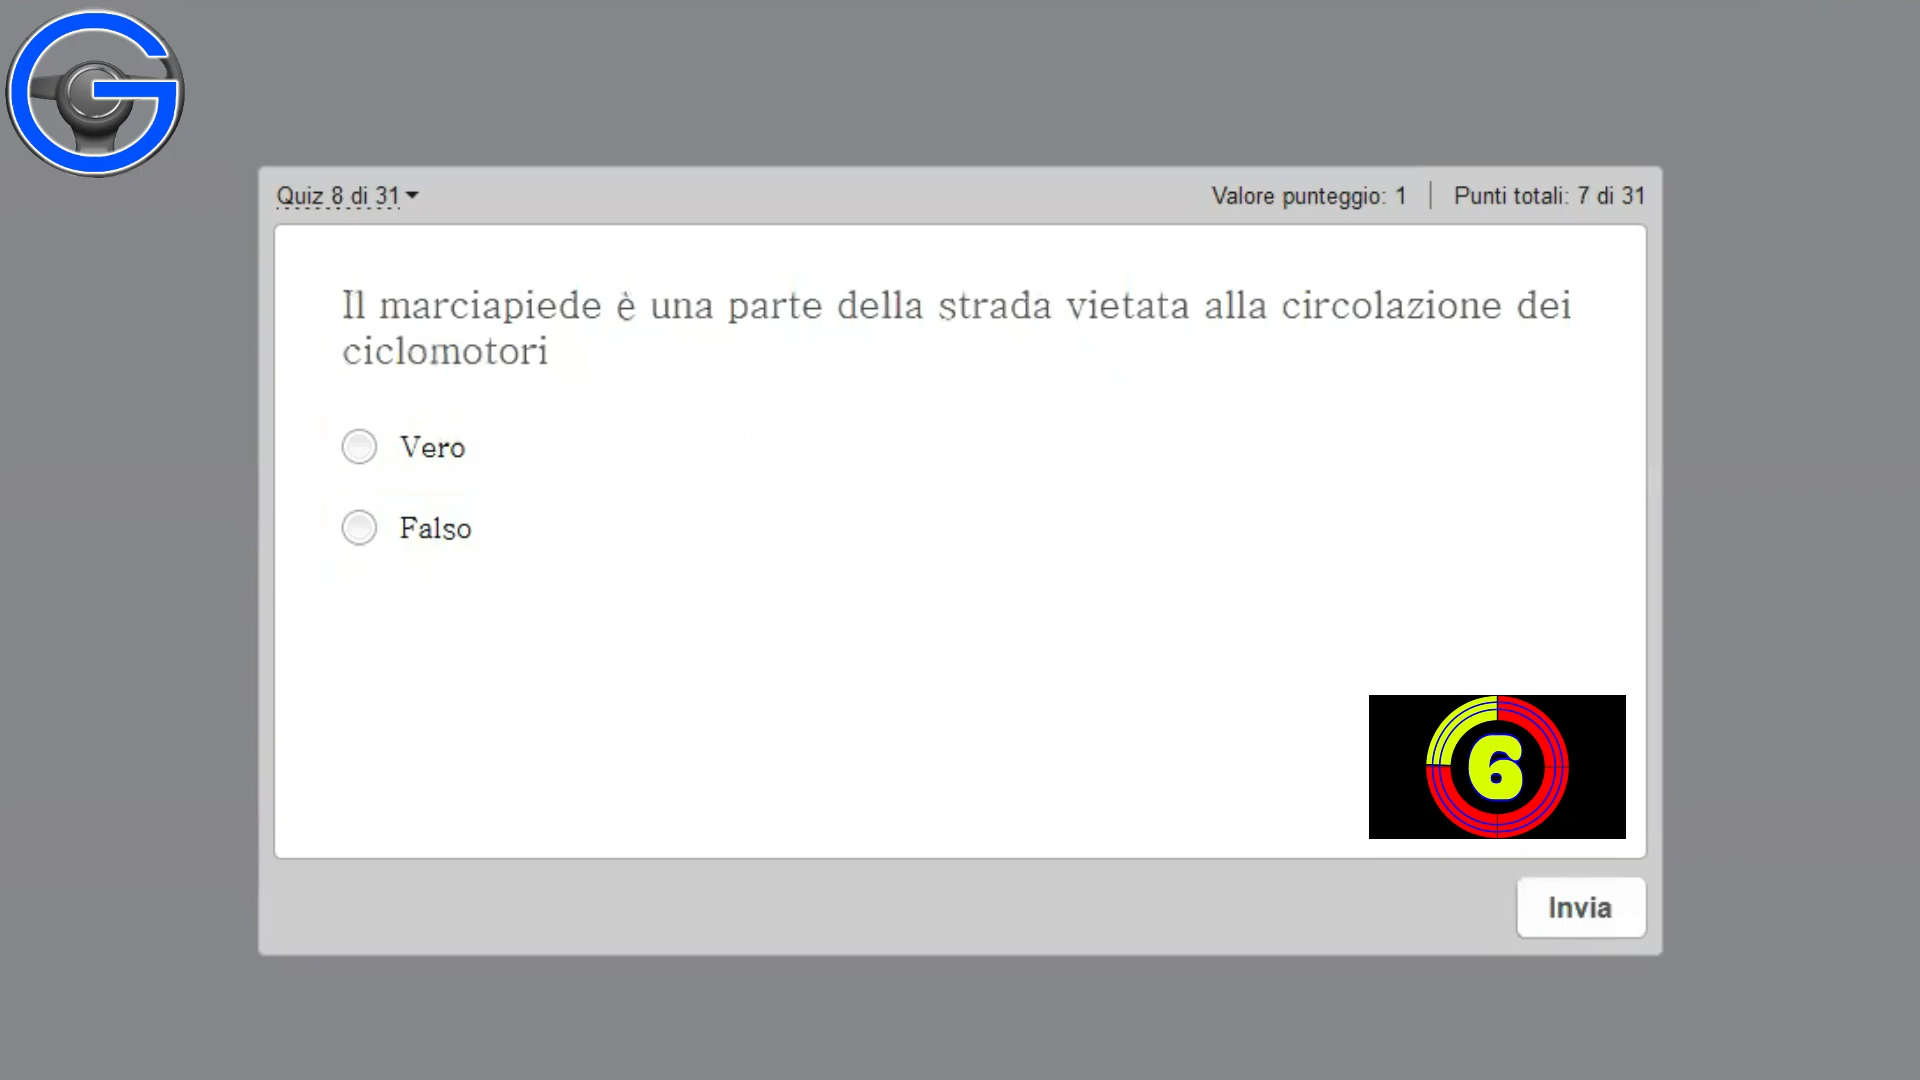 G
Quiz 8 di 31
Valore punteggio: 1
Punti totali: 7 di 31
Il marciapiede è una parte della strada vietata alla circolazione dei
ciclomotori
Vero
Falso
6
Invia